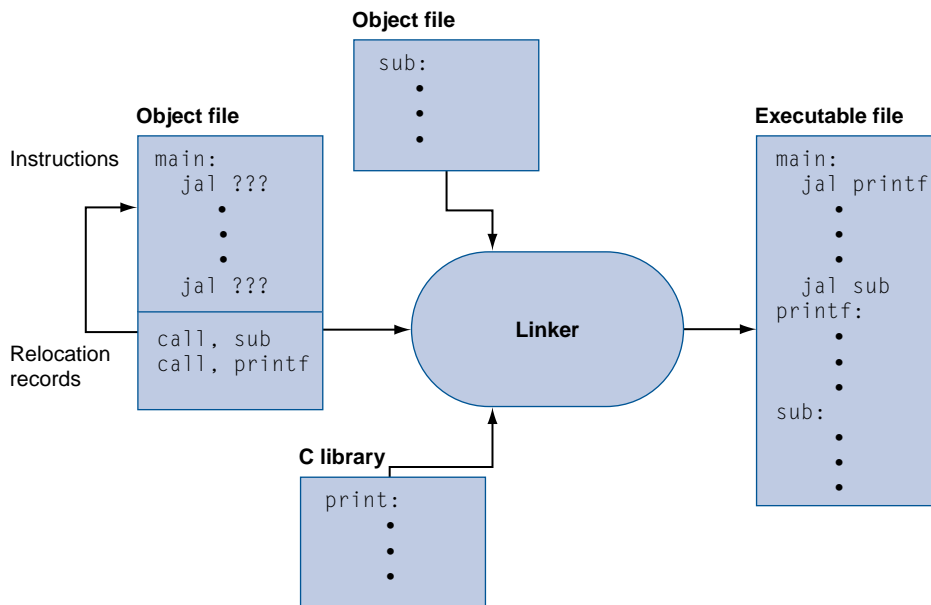 Object file
sub:
Object file
Instructions
main:
jal ???
jal ???
Relocation
records
call, sub
call, printf
Linker
C library
print:
Executable file
main:
jal printf
jal sub
printf:
sub: